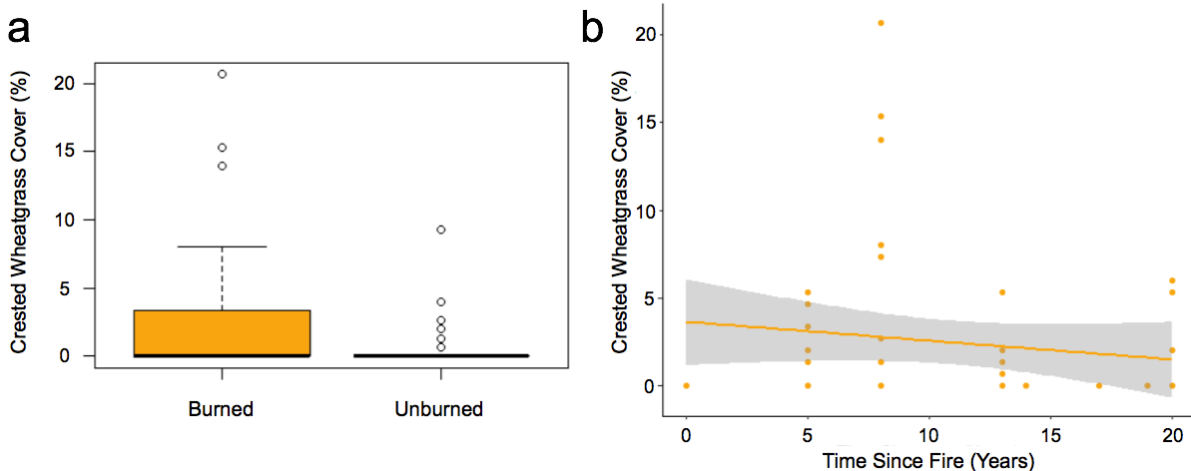 a
Crested Wheatgrass Cover (%)
20
15
10
5
0
Burned Unburned
b
Crested Wheatgrass Cover (%)
20
15
10
5
0
0 5 10 15 20
Time Since Fire (Years)